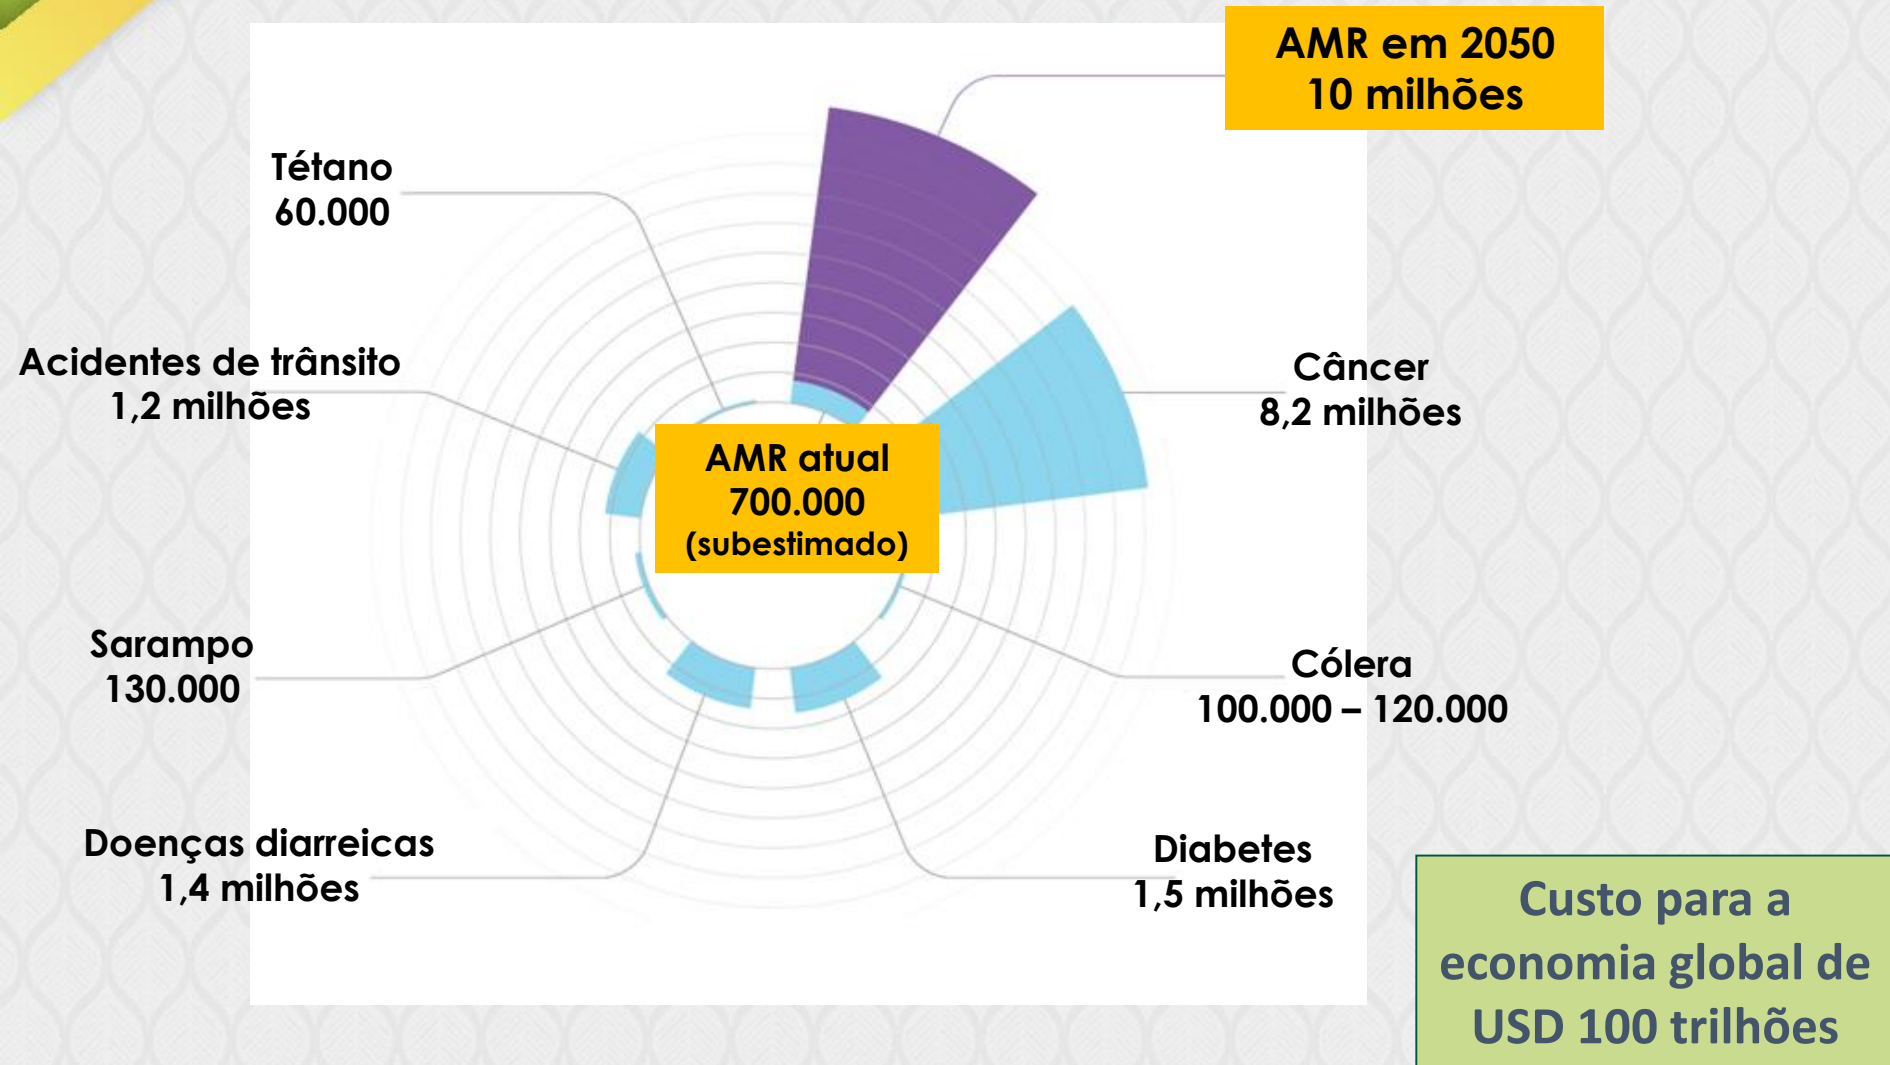 AMR em 2050
10 milhões
Tétano
60.000
Acidentes de trânsito
1,2 milhões
Câncer
8,2 milhões
AMR atual
700.000
(subestimado)
Sarampo
130.000
Cólera
100.000 – 120.000
Doenças diarreicas
1,4 milhões
Diabetes
1,5 milhões
Custo para a
economia global de
USD 100 trilhões